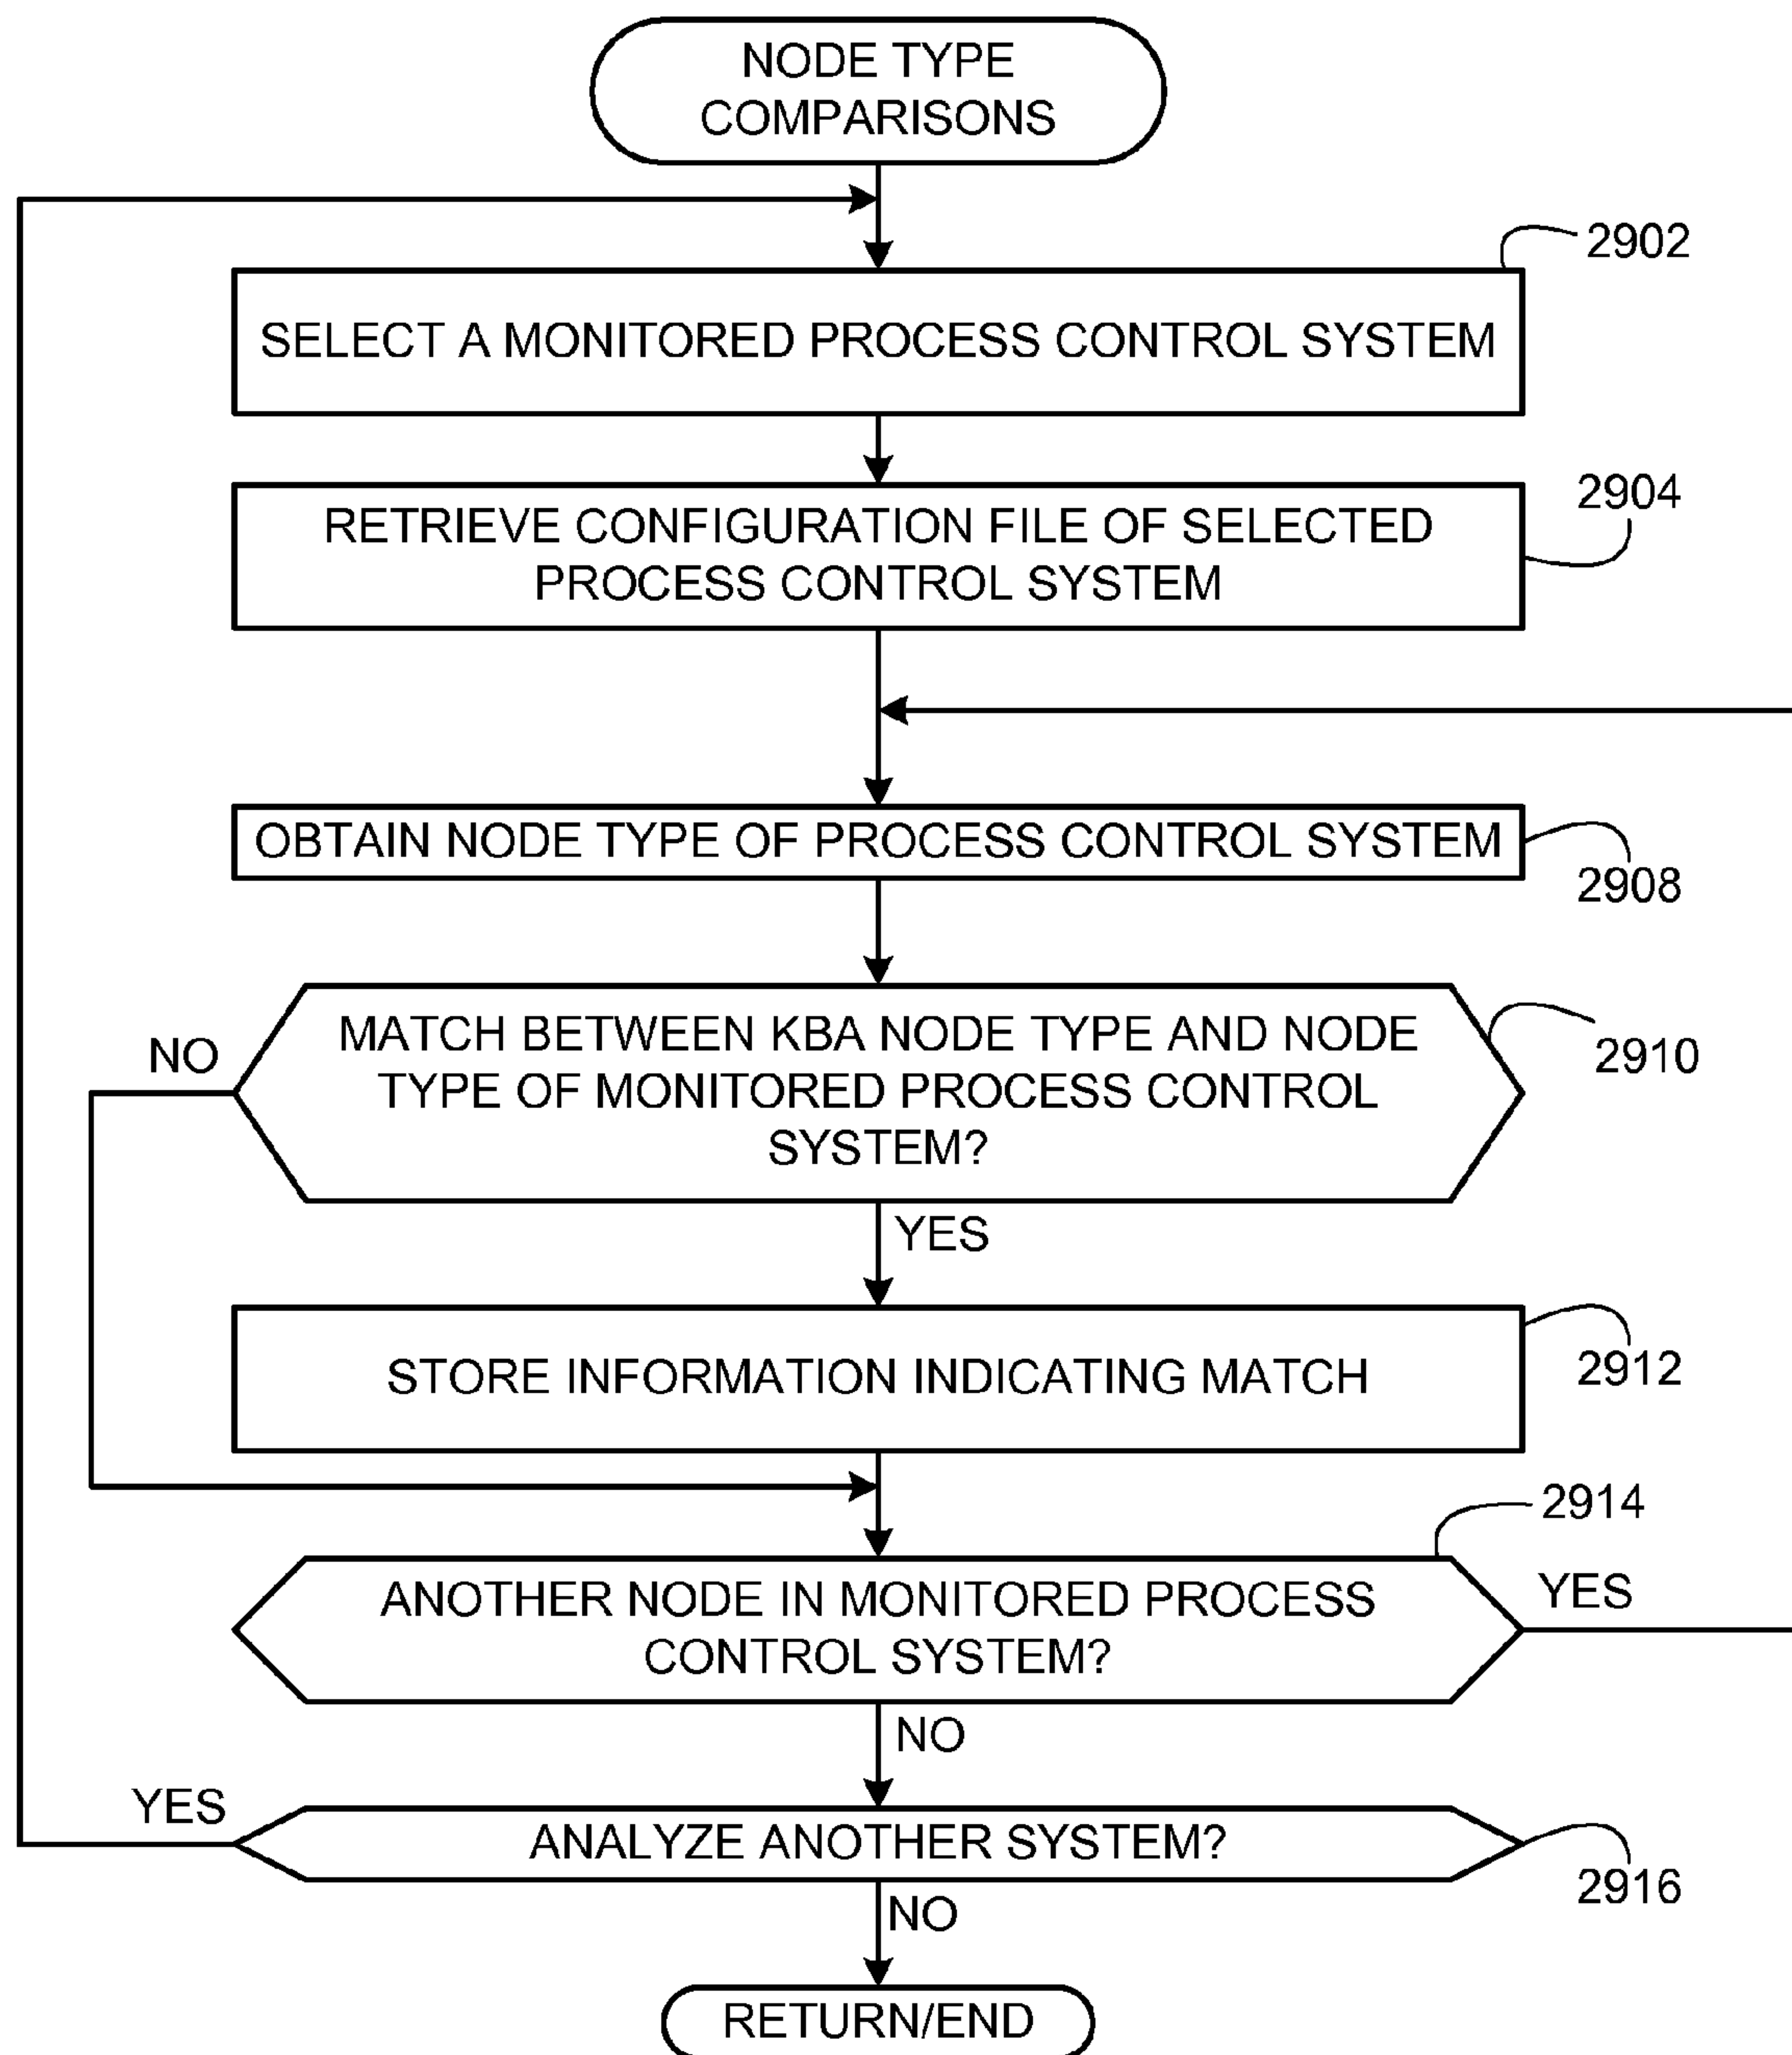 NODE TYPE
COMPARISONS
2902
SELECT A MONITORED PROCESS CONTROL SYSTEM
2904
RETRIEVE CONFIGURATION FILE OF SELECTED
PROCESS CONTROL SYSTEM
OBTAIN NODE TYPE OF PROCESS CONTROL SYSTEM
2908
MATCH BETWEEN KBA NODE TYPE AND NODE
TYPE OF MONITORED PROCESS CONTROL
SYSTEM?
NO
2910
YES
STORE INFORMATION INDICATING MATCH
2912
2914
ANOTHER NODE IN MONITORED PROCESS
CONTROL SYSTEM?
YES
NO
YES
ANALYZE ANOTHER SYSTEM?
2916
NO
RETURN/END